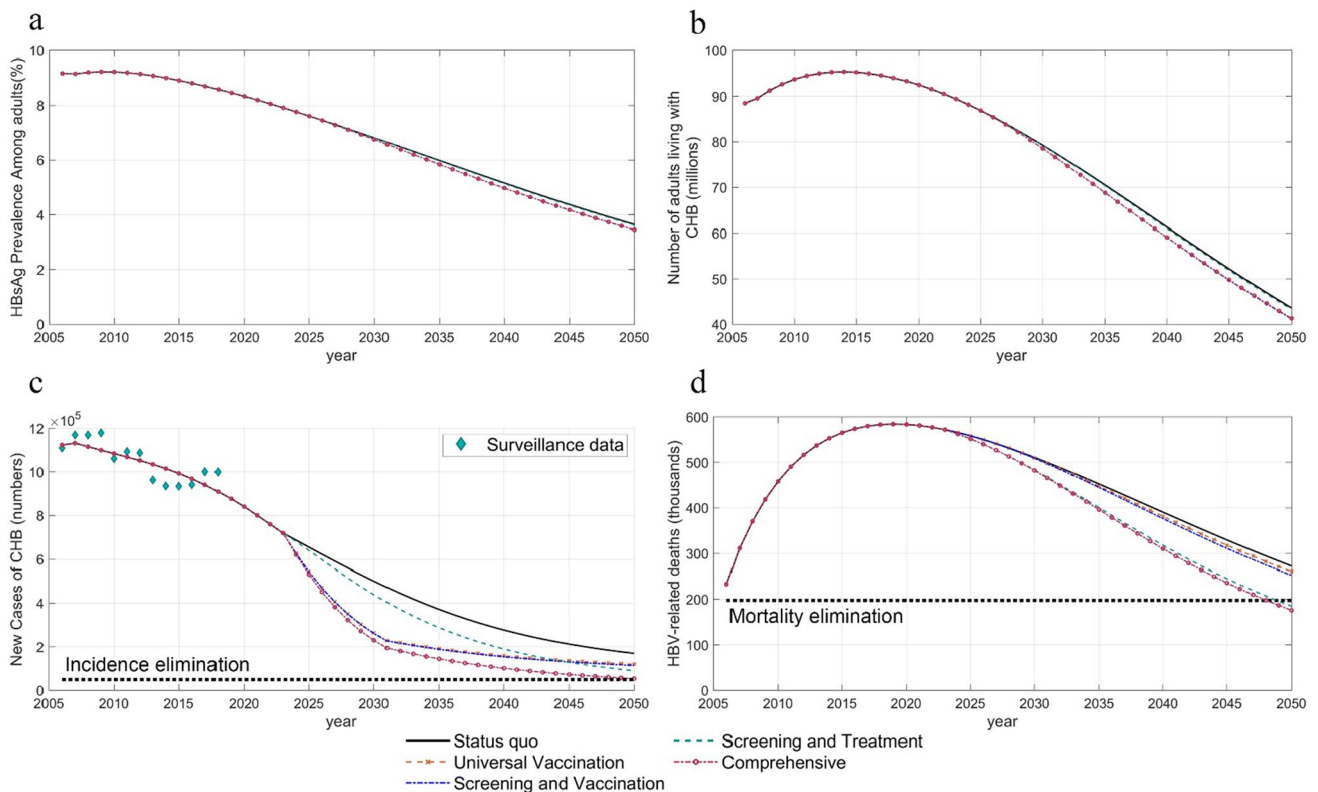 a
HBsAg Prevalence Among adults(%)
10
8
6
4
2
0
2005 2010 2015 2020 2025 2030 2035 2040 2045 2050
year
b
Number of adults living with
CHB (millions)
100
90
80
70
60
50
40
2005 2010 2015 2020 2025 2030 2035 2040 2045 2050
year
c
New Cases of CHB (numbers)
×10⁵
12
10
8
6
4
2
0
Surveillance data
Incidence elimination
2005 2010 2015 2020 2025 2030 2035 2040 2045 2050
year
d
HBV-related deaths (thousands)
600
500
400
300
200
100
0
Mortality elimination
2005 2010 2015 2020 2025 2030 2035 2040 2045 2050
year
Status quo
Universal Vaccination
Screening and Vaccination
Screening and Treatment
Comprehensive